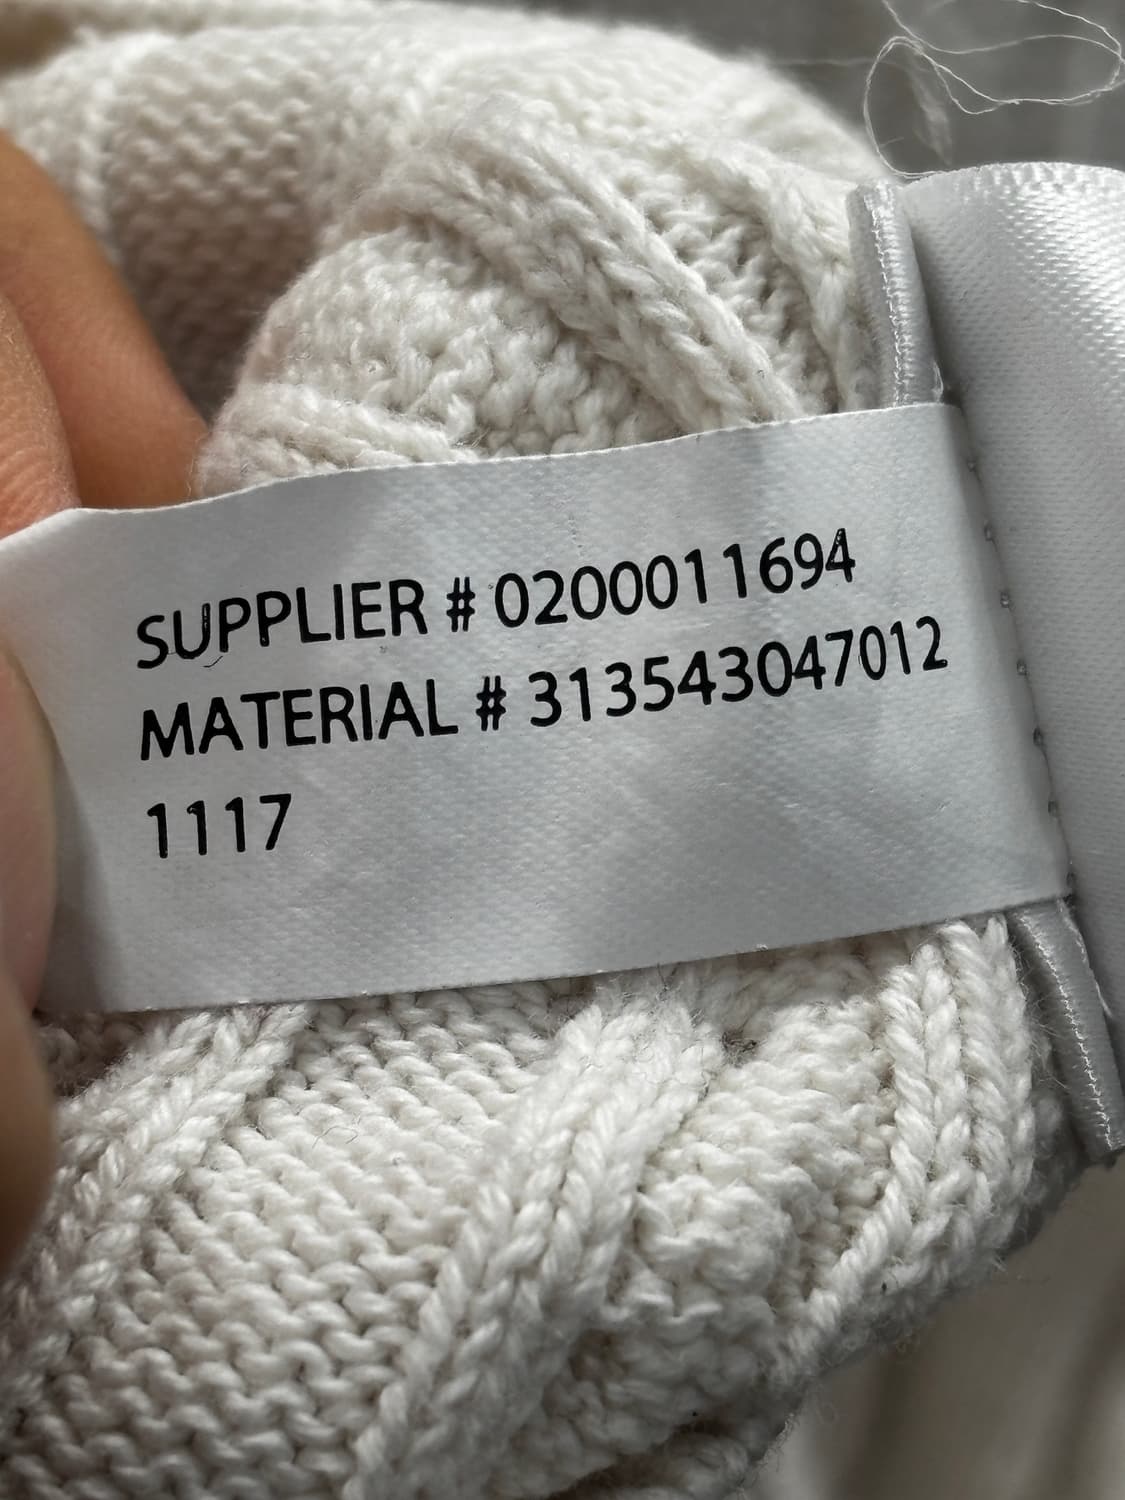 SUPPLIER # 0200011694
MATERIAL # 313543047012
1117